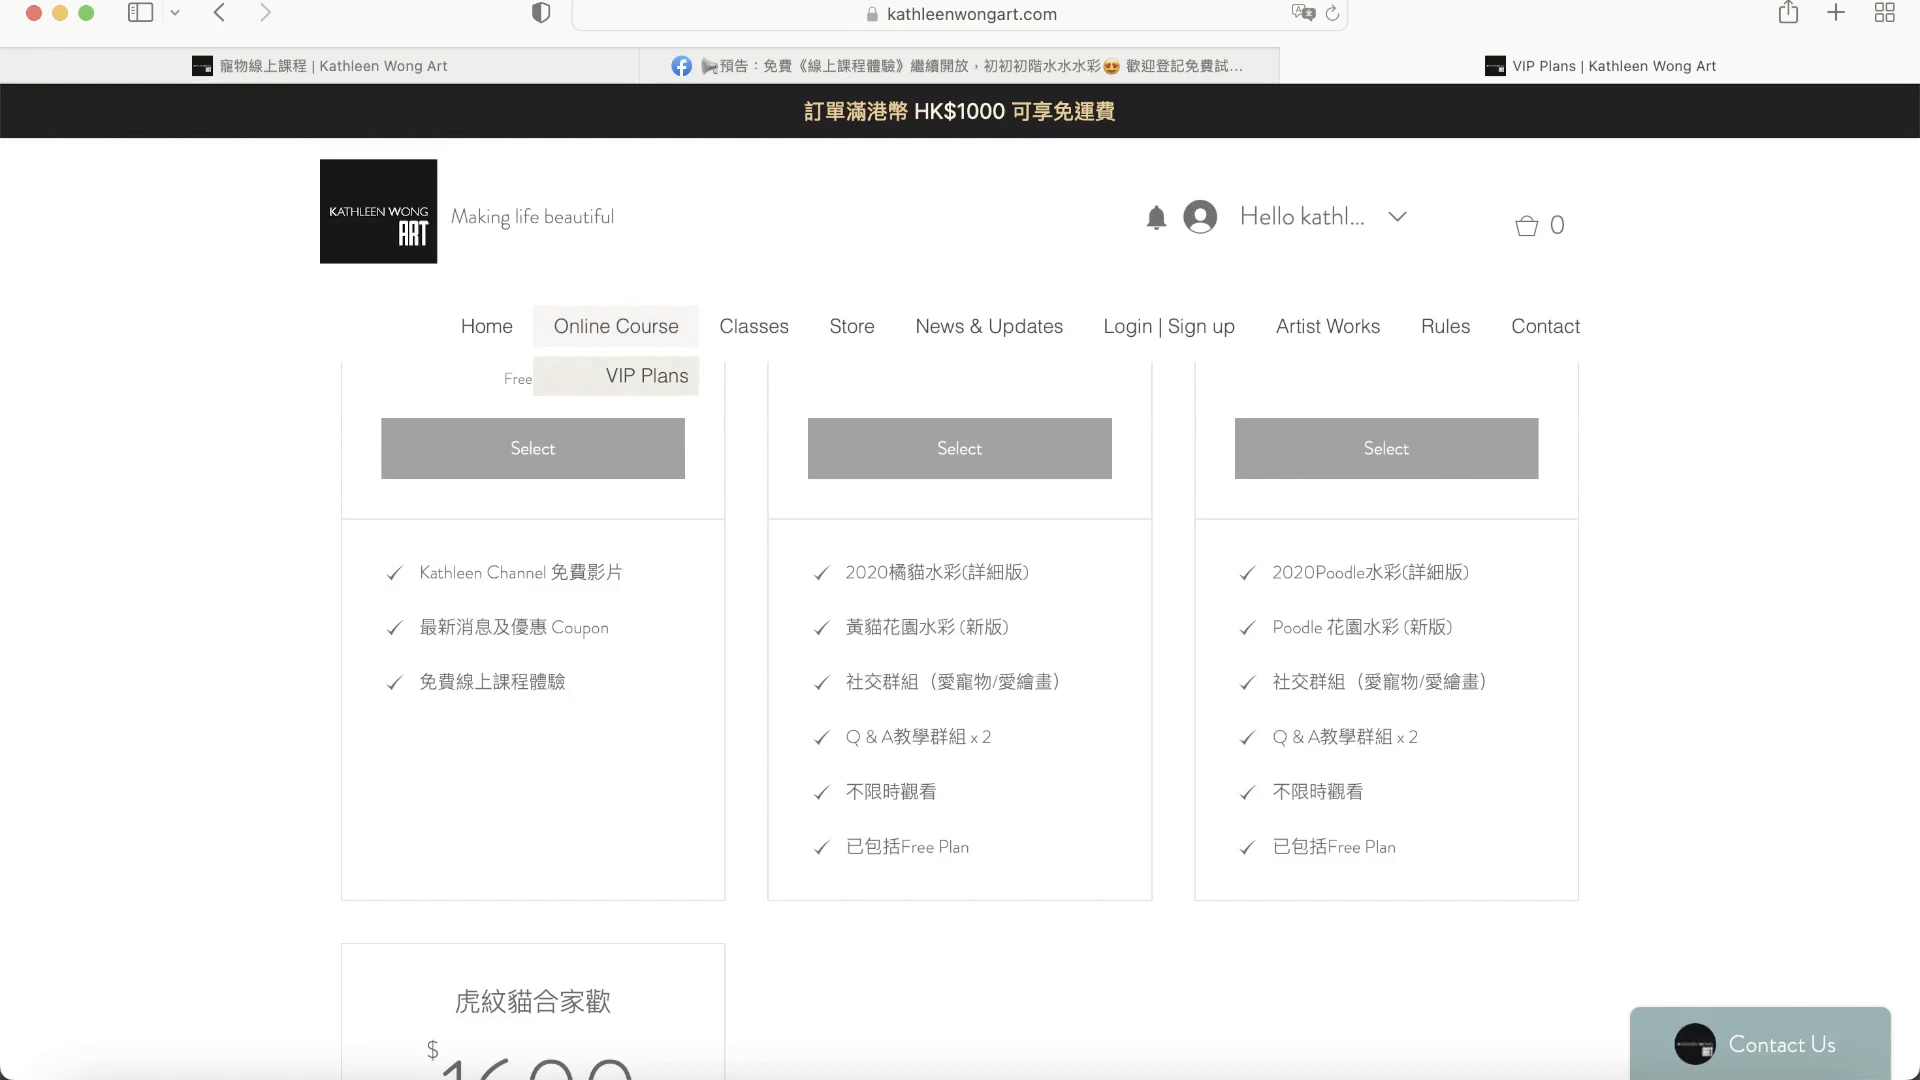 kathleenwongart.com
寵物線上課程 | Kathleen Wong Art
預告：免費《線上課程體驗》繼續開放，初初初階水水水彩😍 歡迎登記免費試…
VIP Plans | Kathleen Wong Art
訂單滿港幣 HK$1000 可享免運費
KATHLEEN WONG
ART
Making life beautiful
Hello kathl...
0
Home
Online Course
Classes
Store
News & Updates
Login | Sign up
Artist Works
Rules
Contact
Free
VIP Plans
Select
Select
Select
Kathleen Channel 免費影片
最新消息及優惠 Coupon
免費線上課程體驗
2020橘貓水彩(詳細版)
黃貓花園水彩 (新版)
社交群組（愛寵物/愛繪畫）
Q & A教學群組 x 2
不限時觀看
已包括Free Plan
2020Poodle水彩(詳細版)
Poodle 花園水彩 (新版)
社交群組（愛寵物/愛繪畫）
Q & A教學群組 x 2
不限時觀看
已包括Free Plan
虎紋貓合家歡
$
Contact Us